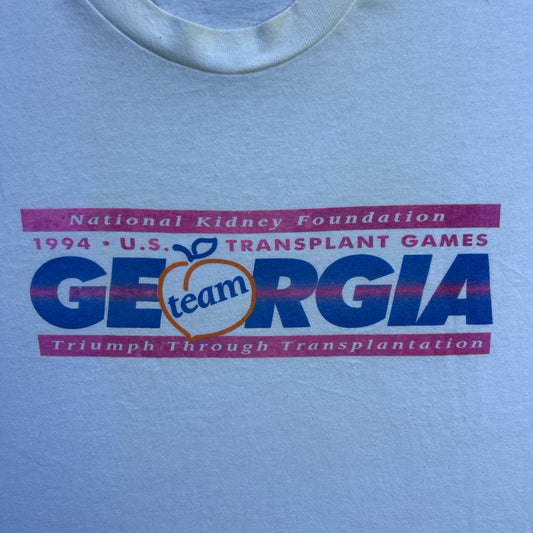 National Kidney Foundation
1994 • U.S. TRANSPLANT GAMES
GEORGIA
team
Triumph Through Transplantation